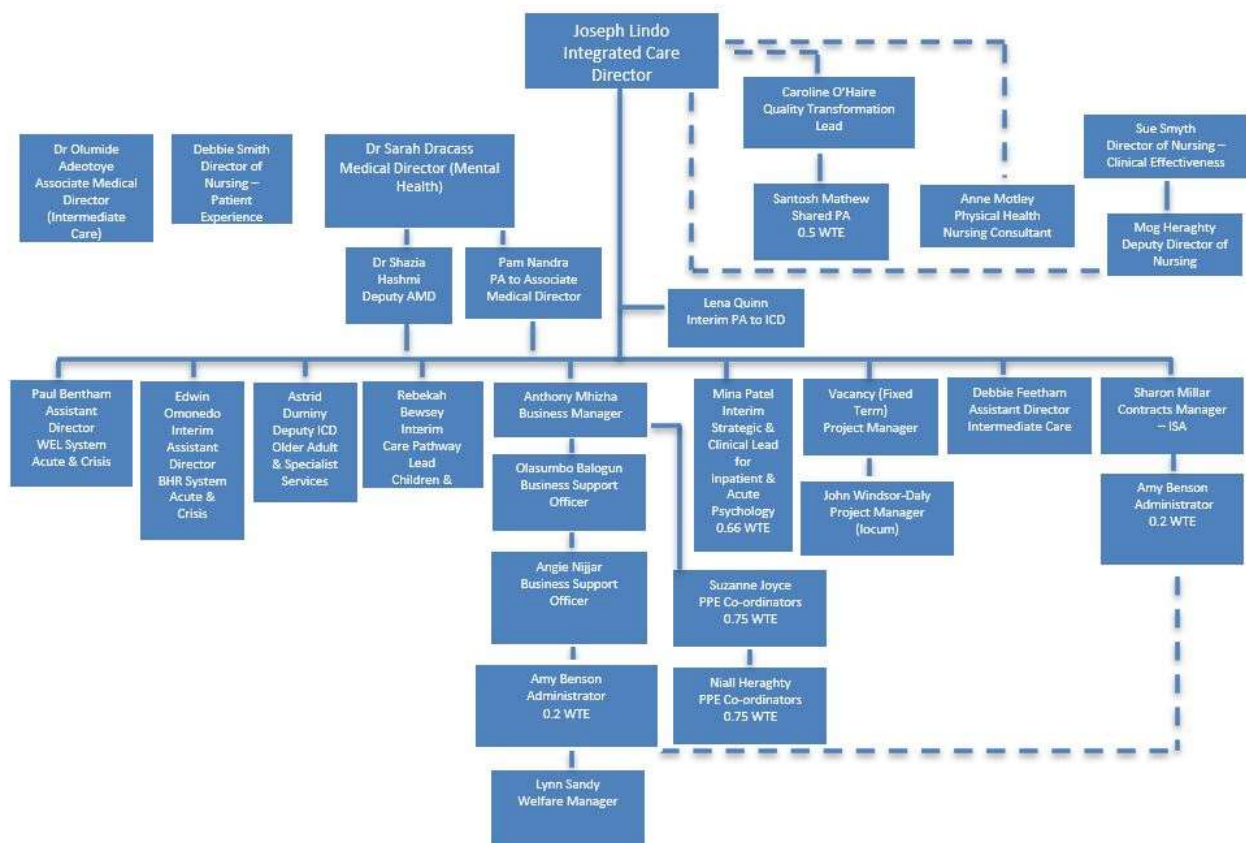 Joseph Lindo
Integrated Care
Director
Caroline O'Haire
Quality Transformation
Lead
Sue Smyth
Director of Nursing –
Clinical Effectiveness
Dr Olumide
Adeotoye
Associate Medical
Director
(Intermediate
Care)
Debbie Smith
Director of
Nursing –
Patient
Experience
Dr Sarah Dracass
Medical Director (Mental
Health)
Santosh Mathew
Shared PA
0.5 WTE
Anne Motley
Physical Health
Nursing Consultant
Mog Heraghty
Deputy Director of
Nursing
Dr Shazia
Hashmi
Deputy AMD
Pam Nandra
PA to Associate
Medical Director
Lena Quinn
Interim PA to ICD
Paul Bentham
Assistant
Director
WEL System
Acute & Crisis
Edwin
Omonedo
Interim
Assistant
Director
BHR System
Acute &
Crisis
Astrid
Duminy
Deputy ICD
Older Adult
& Specialist
Services
Rebekah
Bewsey
Interim
Care Pathway
Lead
Children &
Anthony Mhizha
Business Manager
Mina Patel
Interim
Strategic
& Clinical
Lead for
Inpatient &
Acute
Psychology
0.66 WTE
Vacancy (Fixed
Term)
Project Manager
Debbie Feetham
Assistant Director
Intermediate Care
Sharon Millar
Contracts Manager
– ISA
Olasumbo Balogun
Business Support
Officer
John Windsor-Daly
Project Manager
(locum)
Amy Benson
Administrator
0.2 WTE
Angie Nijjar
Business Support
Officer
Suzanne Joyce
PPE Co-ordinators
0.75 WTE
Amy Benson
Administrator
0.2 WTE
Niall Heraghty
PPE Co-ordinators
0.75 WTE
Lynn Sandy
Welfare Manager